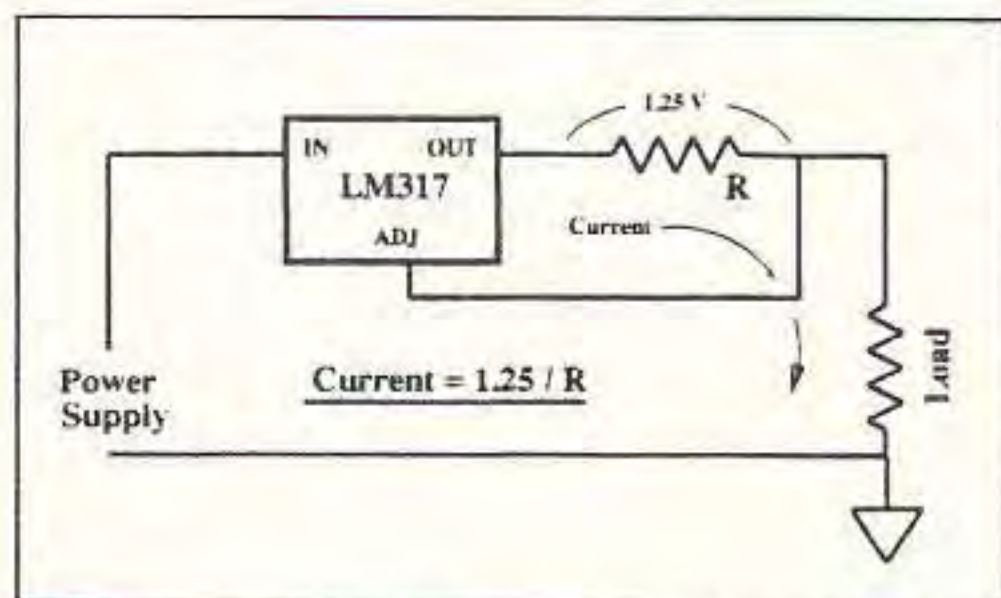 1.25 V
IN OUT
LM317
R
ADJ
Current
Power
Supply
Current = 1.25 / R
Load